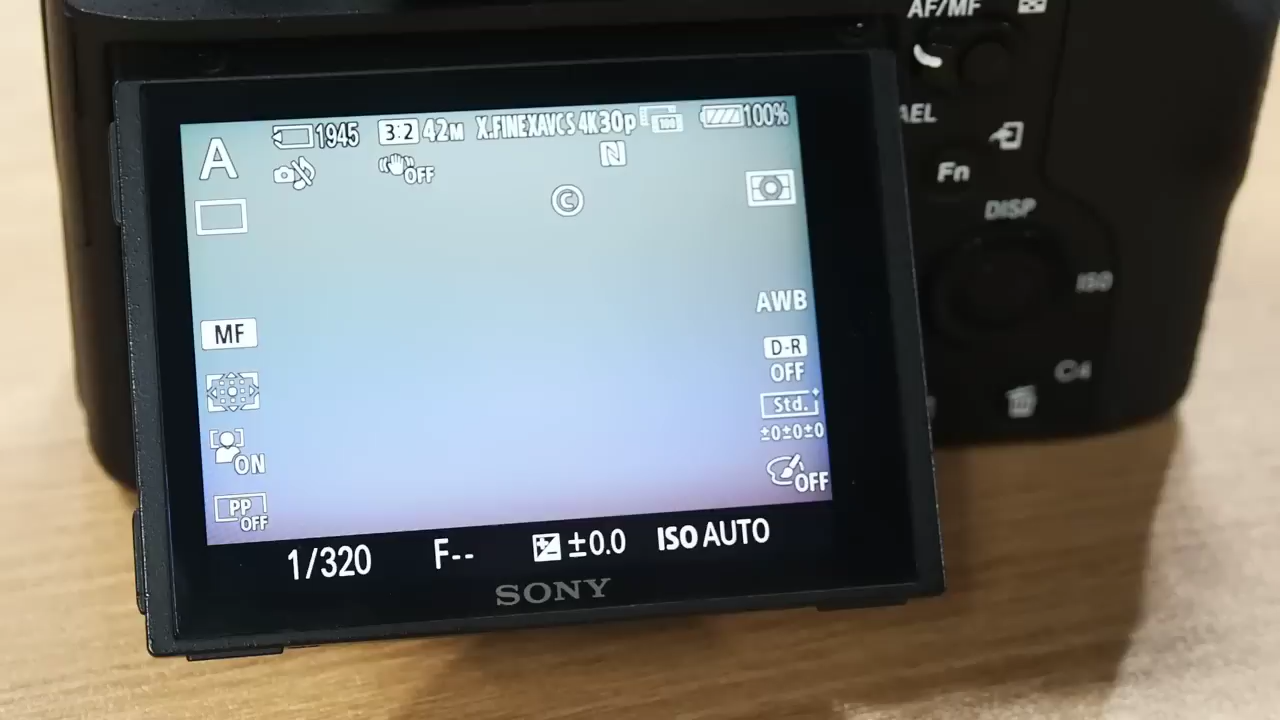 AF/MF
AEL
Fn
DISP
ISO
C4
A 1945 3:2 42M X.FINE XAVC S 4K 30p 100 100%
OFF N
©
MF
AWB
D-R
OFF
Std.
±0±0±0
ON
OFF
PP
OFF
1/320 F-- ±0.0 ISO AUTO
SONY